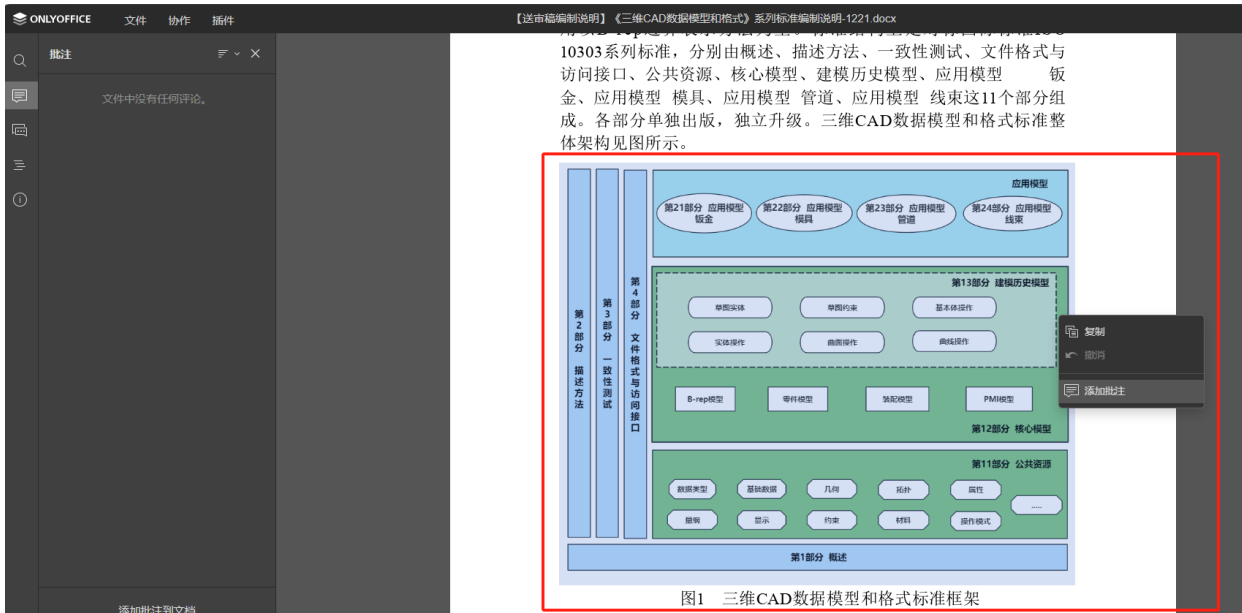 ONLYOFFICE 文件 协作 插件
【送审稿编制说明】《三维CAD数据模型和格式》系列标准编制说明-1221.docx
批注
文件中没有任何评论。
添加批注到文档
10303系列标准，分别由概述、描述方法、一致性测试、文件格式与
访问接口、公共资源、核心模型、建模历史模型、应用模型 钣
金、应用模型 模具、应用模型 管道、应用模型 线束这11个部分组
成。各部分单独出版，独立升级。三维CAD数据模型和格式标准整
体架构见图所示。
第2部分 描述方法
第3部分 一致性测试
第4部分 文件格式与访问接口
应用模型
第21部分 应用模型
钣金
第22部分 应用模型
模具
第23部分 应用模型
管道
第24部分 应用模型
线束
第13部分 建模历史模型
草图实体
草图约束
基本体操作
实体操作
曲面操作
曲线操作
B-rep模型
零件模型
装配模型
PMI模型
第12部分 核心模型
第11部分 公共资源
数据类型
基础数据
几何
拓扑
属性
......
量纲
显示
约束
材料
操作模式
第1部分 概述
图1 三维CAD数据模型和格式标准框架
复制
撤消
添加批注